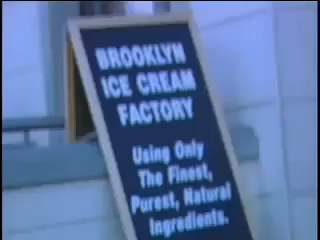 BROOKLYN
ICE CREAM
FACTORY
Using Only
The Finest,
Purest, Natural
Ingredients.